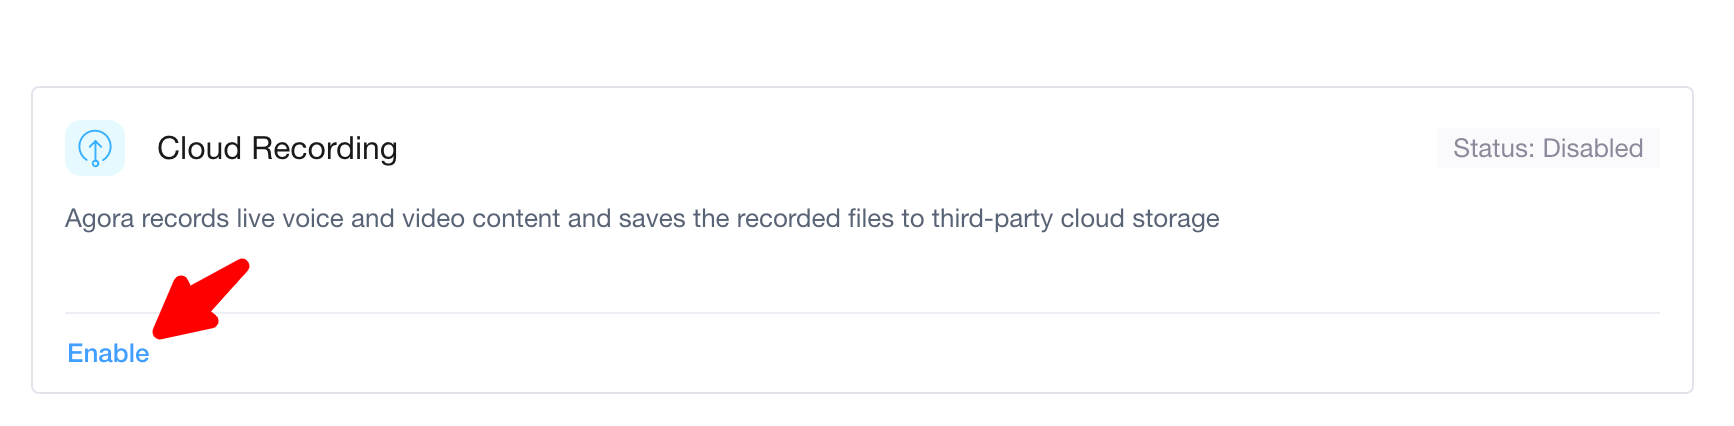 Cloud Recording
Status: Disabled
Agora records live voice and video content and saves the recorded files to third-party cloud storage
Enable